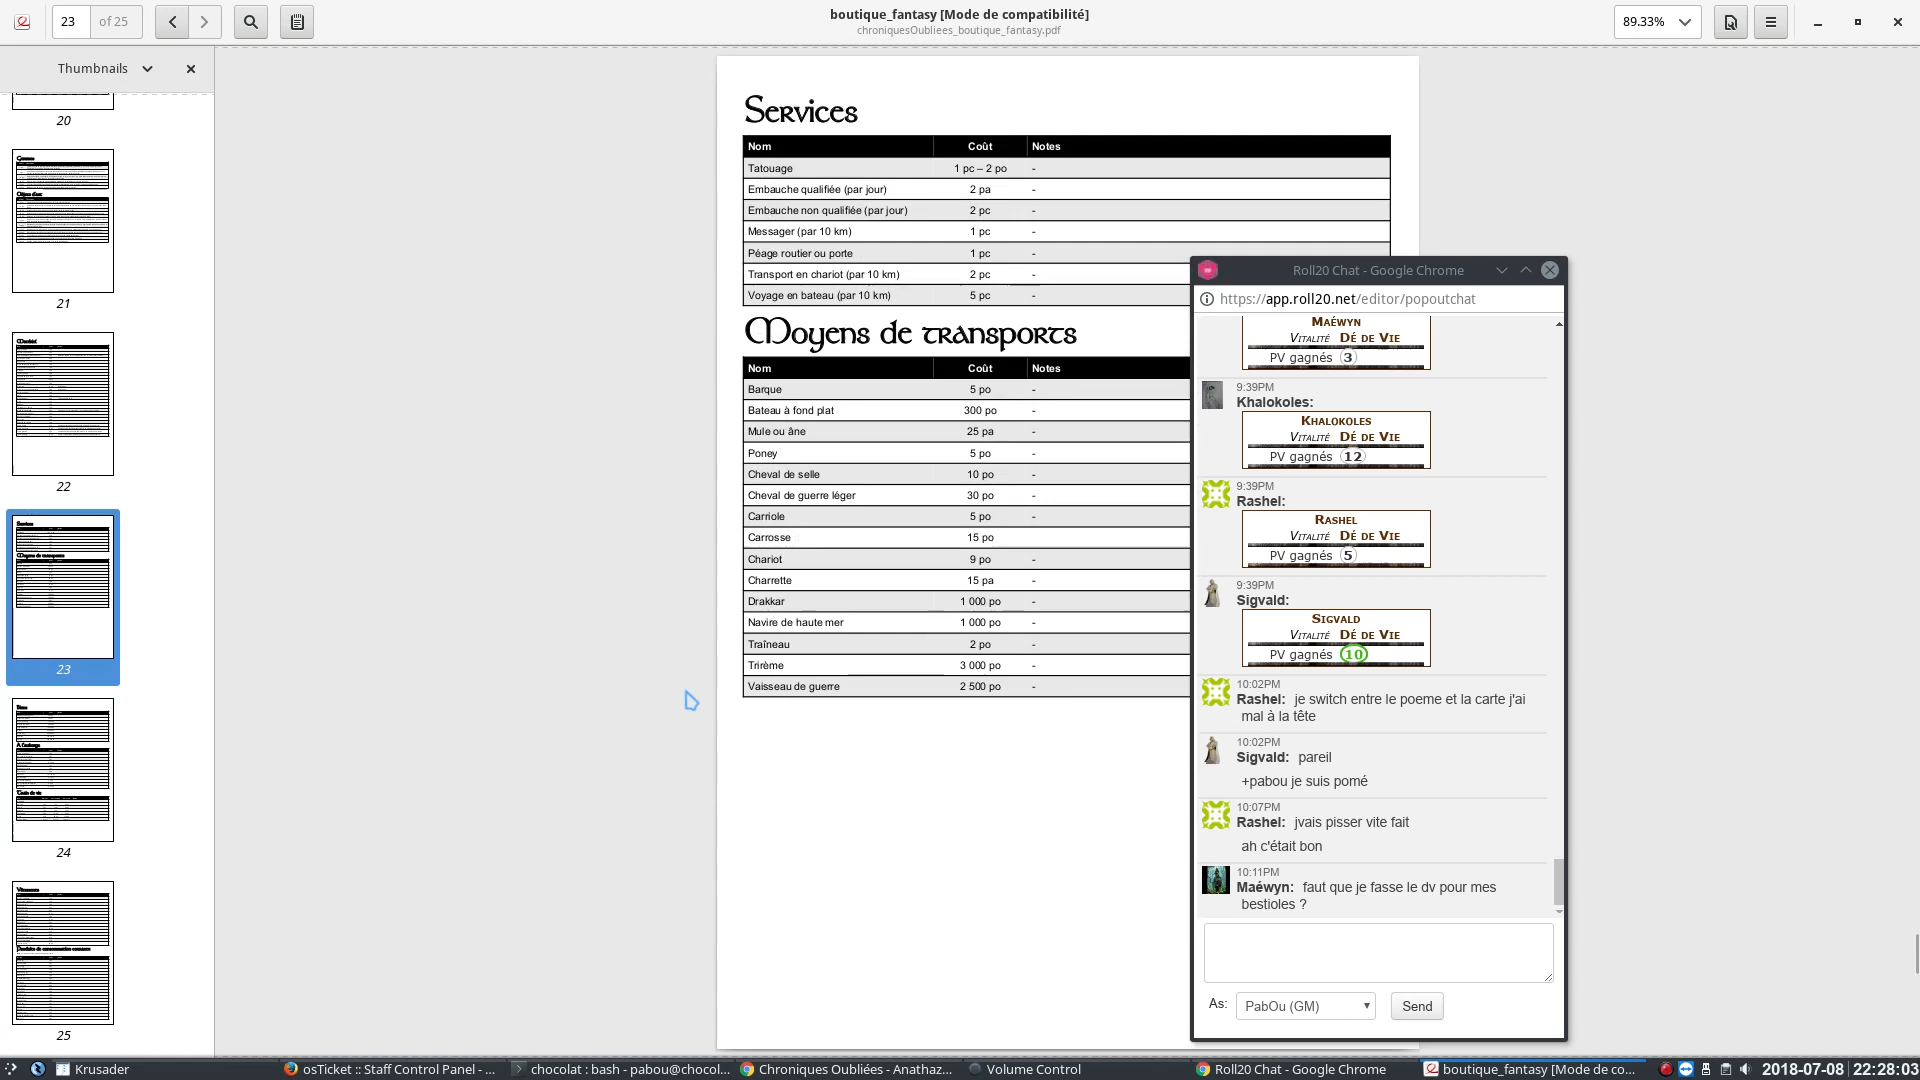 23
of 25
boutique_fantasy [Mode de compatibilité]
chroniquesOubliees_boutique_fantasy.pdf
89.33%
Thumbnails
20
21
22
23
24
25
Services
Nom Coût Notes
Tatouage 1 pc – 2 po -
Embauche qualifiée (par jour) 2 pa -
Embauche non qualifiée (par jour) 2 pc -
Messager (par 10 km) 1 pc -
Péage routier ou porte 1 pc -
Transport en chariot (par 10 km) 2 pc -
Voyage en bateau (par 10 km) 5 pc -
Moyens de transports
Nom Coût Notes
Barque 5 po -
Bateau à fond plat 300 po -
Mule ou âne 25 pa -
Poney 5 po -
Cheval de selle 10 po -
Cheval de guerre léger 30 po -
Carriole 5 po -
Carrosse 15 po
Chariot 9 po -
Charrette 15 pa -
Drakkar 1 000 po -
Navire de haute mer 1 000 po -
Traîneau 2 po -
Trirème 3 000 po -
Vaisseau de guerre 2 500 po -
Roll20 Chat - Google Chrome
https://app.roll20.net/editor/popoutchat
Maéwyn
Vitalité Dé de Vie
PV gagnés 3
9:39PM
Khalokoles:
Khalokoles
Vitalité Dé de Vie
PV gagnés 12
9:39PM
Rashel:
Rashel
Vitalité Dé de Vie
PV gagnés 5
9:39PM
Sigvald:
Sigvald
Vitalité Dé de Vie
PV gagnés 10
10:02PM
Rashel: je switch entre le poeme et la carte j'ai
mal à la tête
10:02PM
Sigvald: pareil
+pabou je suis pomé
10:07PM
Rashel: jvais pisser vite fait
ah c'était bon
10:11PM
Maéwyn: faut que je fasse le dv pour mes
bestioles ?
As: PabOu (GM) Send
Krusader
osTicket :: Staff Control Panel - ...
chocolat : bash - pabou@chocol...
Chroniques Oubliées - Anathaz...
Volume Control
Roll20 Chat - Google Chrome
boutique_fantasy [Mode de co...
2018-07-08 22:28:03